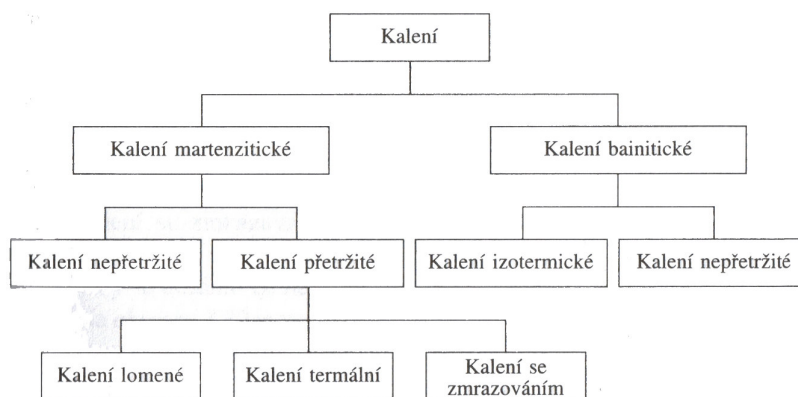 Kalení
Kalení martenzitické
Kalení bainitické
Kalení nepřetržité
Kalení přetržité
Kalení izotermické
Kalení nepřetržité
Kalení lomené
Kalení termální
Kalení se
zmrazováním